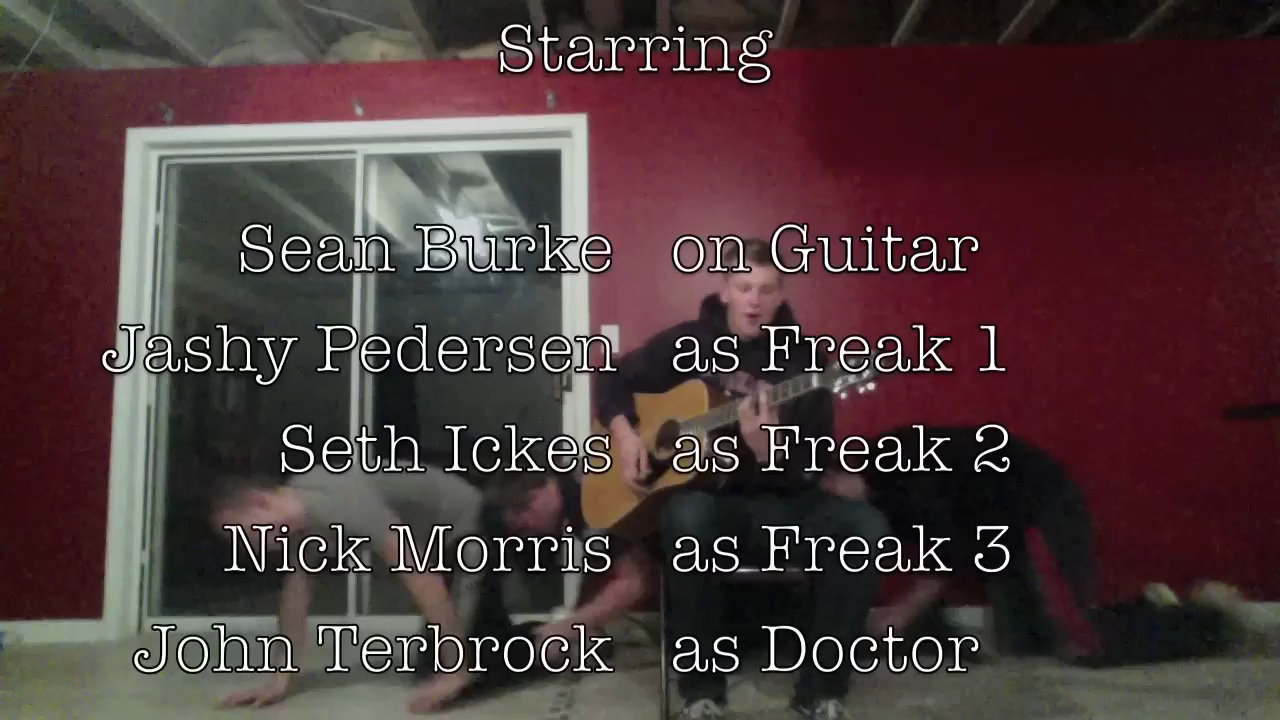 Starring
Sean Burke on Guitar
Jashy Pedersen as Freak 1
Seth Ickes as Freak 2
Nick Morris as Freak 3
John Terbrock as Doctor